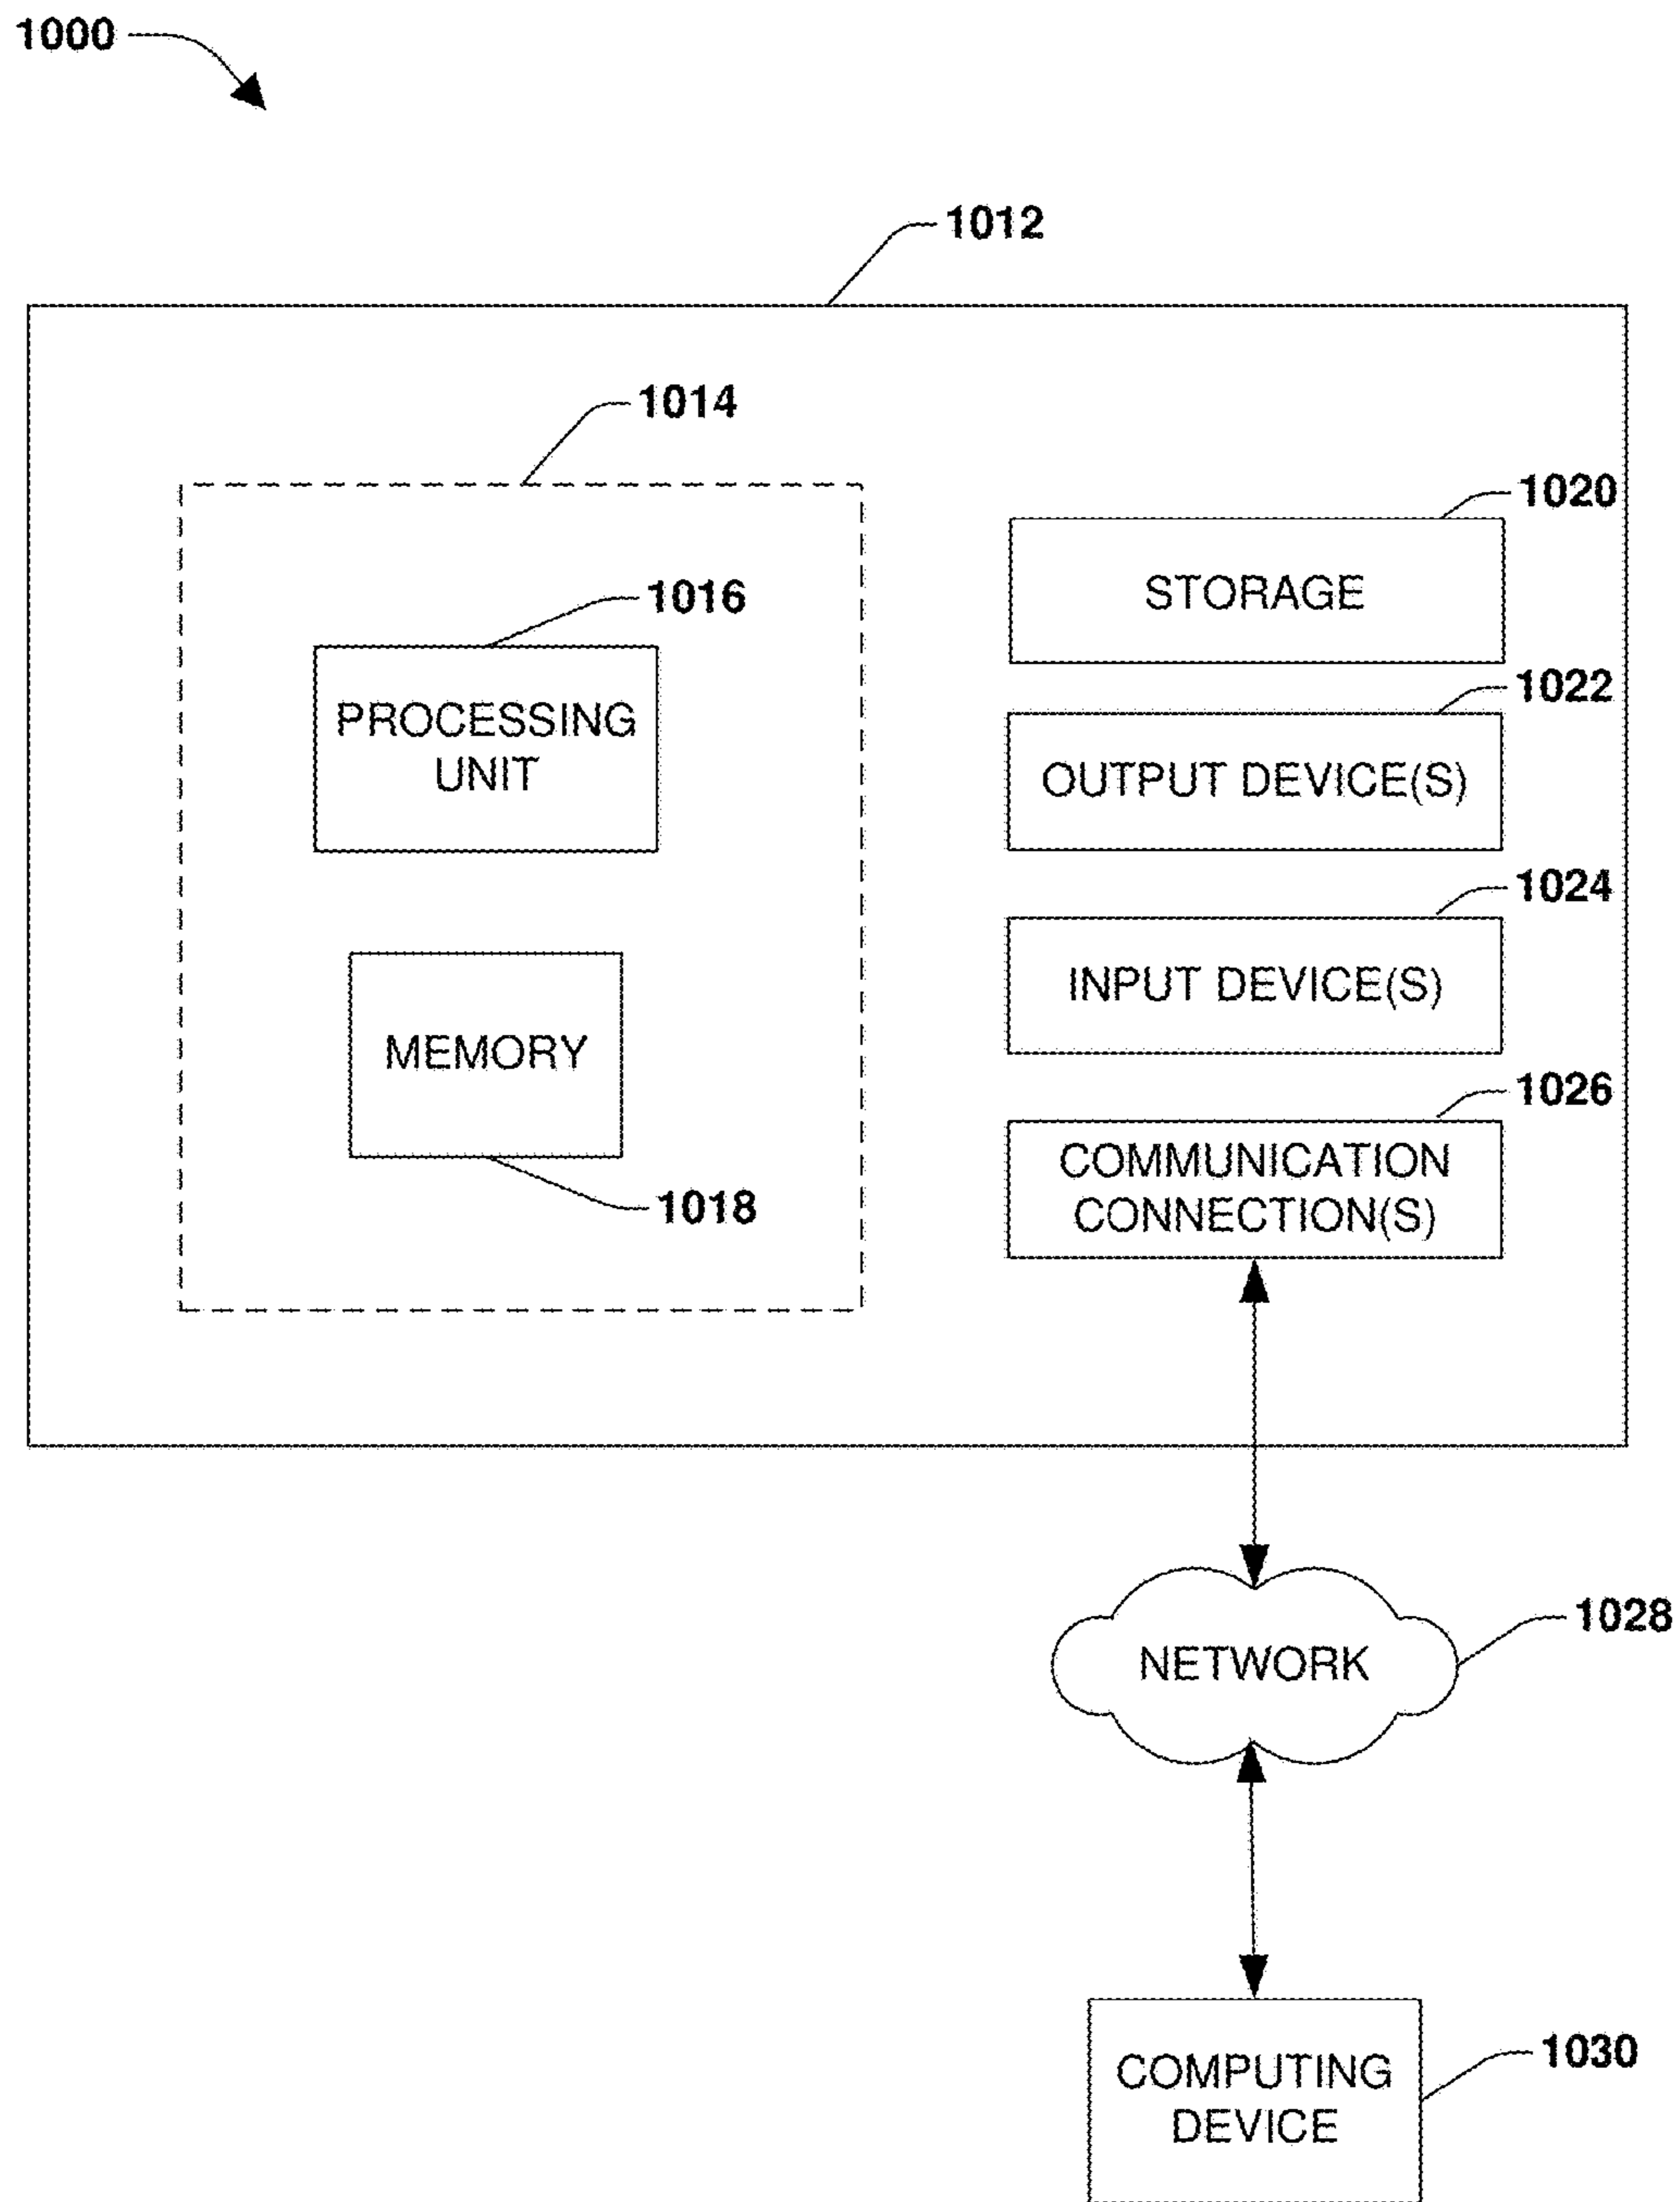 1000
1012
1014
1020
STORAGE
1016
PROCESSING
UNIT
1022
OUTPUT DEVICE(S)
1024
INPUT DEVICE(S)
MEMORY
1018
1026
COMMUNICATION
CONNECTION(S)
1028
NETWORK
1030
COMPUTING
DEVICE